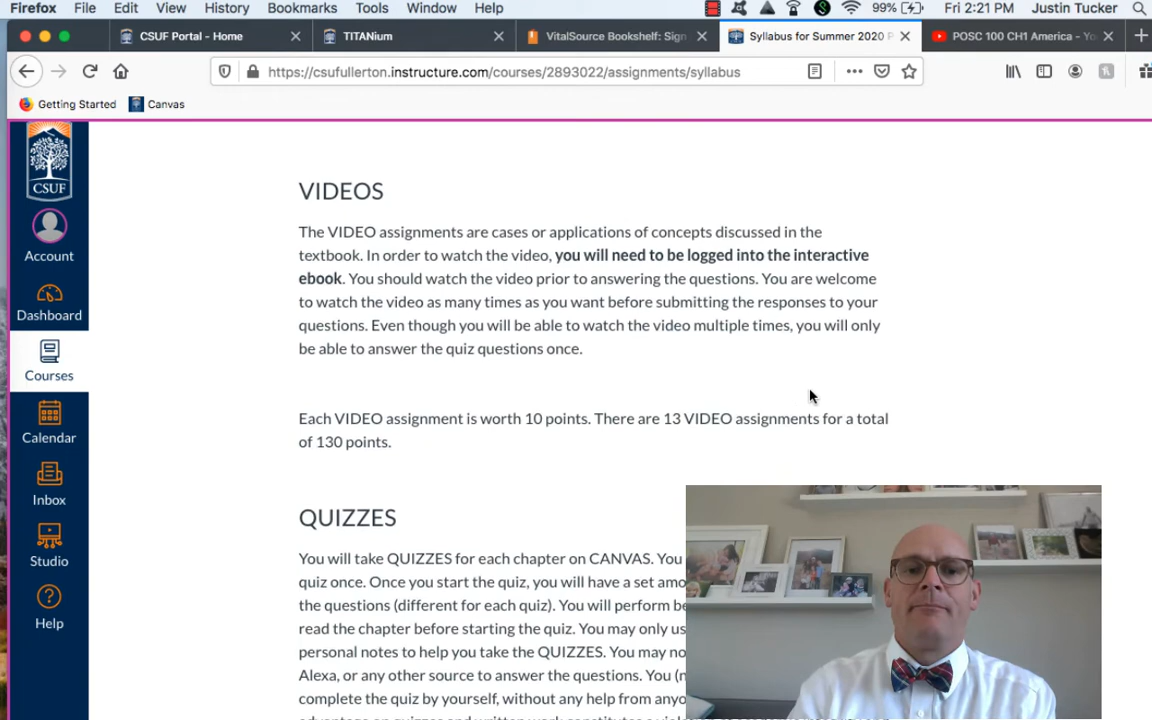 Firefox File Edit View History Bookmarks Tools Window Help 99% Fri 2:21 PM Justin Tucker
CSUF Portal - Home TITANium VitalSource Bookshelf: Sign Syllabus for Summer 2020 P POSC 100 CH1 America - Yo
https://csufullerton.instructure.com/courses/2893022/assignments/syllabus
Getting Started Canvas
CSUF
Account
Dashboard
Courses
Calendar
Inbox
Studio
Help
VIDEOS
The VIDEO assignments are cases or applications of concepts discussed in the
textbook. In order to watch the video, you will need to be logged into the interactive
ebook. You should watch the video prior to answering the questions. You are welcome
to watch the video as many times as you want before submitting the responses to your
questions. Even though you will be able to watch the video multiple times, you will only
be able to answer the quiz questions once.
Each VIDEO assignment is worth 10 points. There are 13 VIDEO assignments for a total
of 130 points.
QUIZZES
You will take QUIZZES for each chapter on CANVAS. You
quiz once. Once you start the quiz, you will have a set amo
the questions (different for each quiz). You will perform be
read the chapter before starting the quiz. You may only us
personal notes to help you take the QUIZZES. You may no
Alexa, or any other source to answer the questions. You (n
complete the quiz by yourself, without any help from anyo